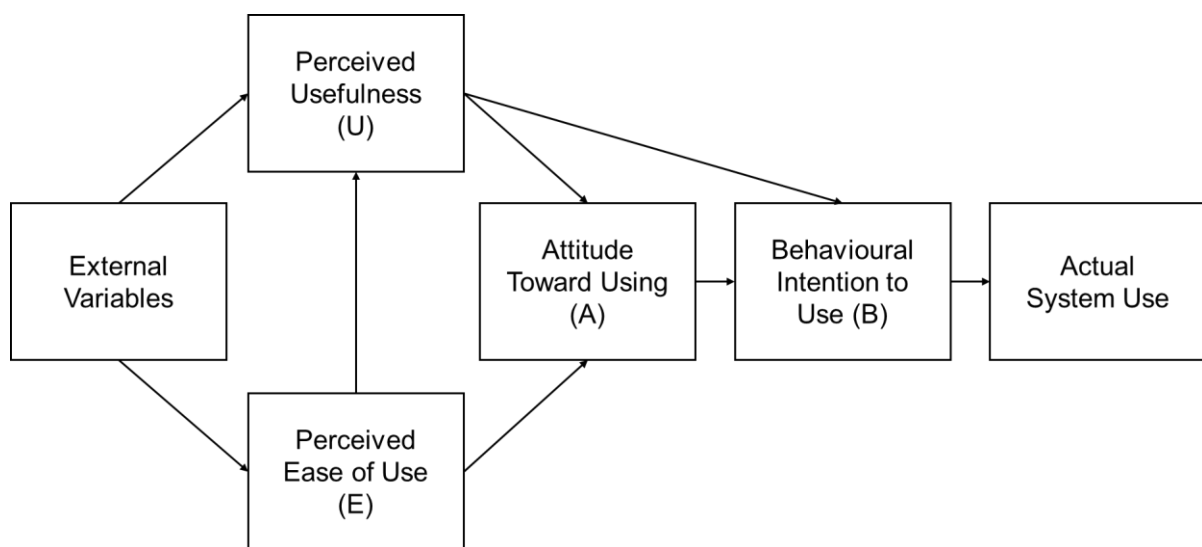 Perceived
Usefulness
(U)
External
Variables
Attitude
Toward Using
(A)
Behavioural
Intention to
Use (B)
Actual
System Use
Perceived
Ease of Use
(E)